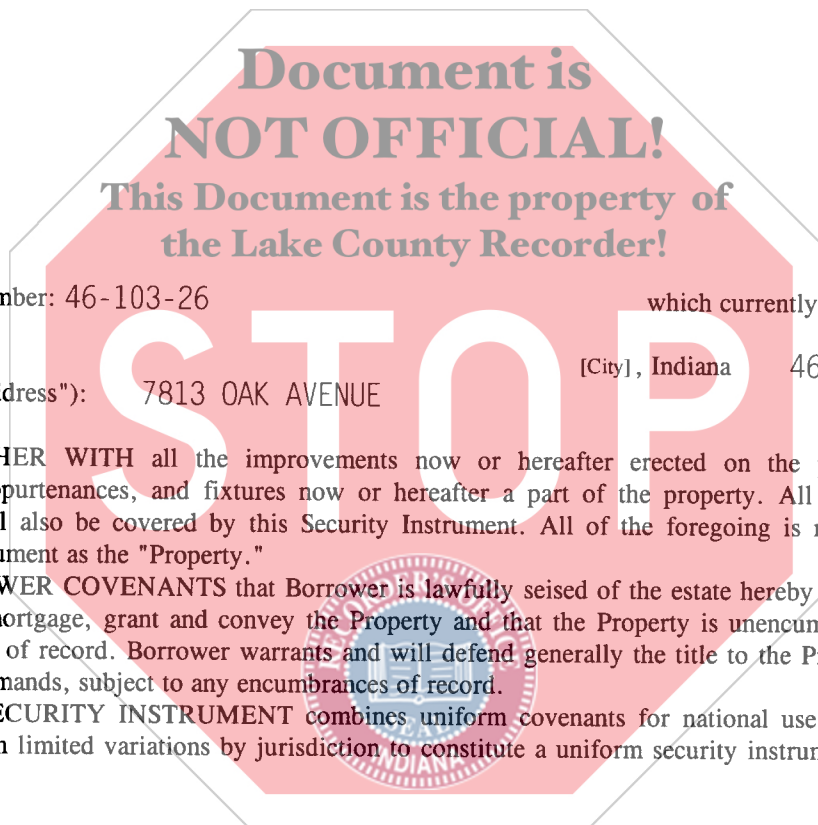 Document is
NOT OFFICIAL!
This Document is the property of
the Lake County Recorder!
mber: 46-103-26 which currently
[City], Indiana 46
dress"): 7813 OAK AVENUE
STOP
HER WITH all the improvements now or hereafter erected on the
purtenances, and fixtures now or hereafter a part of the property. All
l also be covered by this Security Instrument. All of the foregoing is
ument as the "Property."
WER COVENANTS that Borrower is lawfully seised of the estate hereby
ortgage, grant and convey the Property and that the Property is unencum
of record. Borrower warrants and will defend generally the title to the P
mands, subject to any encumbrances of record.
ECURITY INSTRUMENT combines uniform covenants for national use
limited variations by jurisdiction to constitute a uniform security instrum
RECORDER'S OFFICE
SEAL
INDIANA